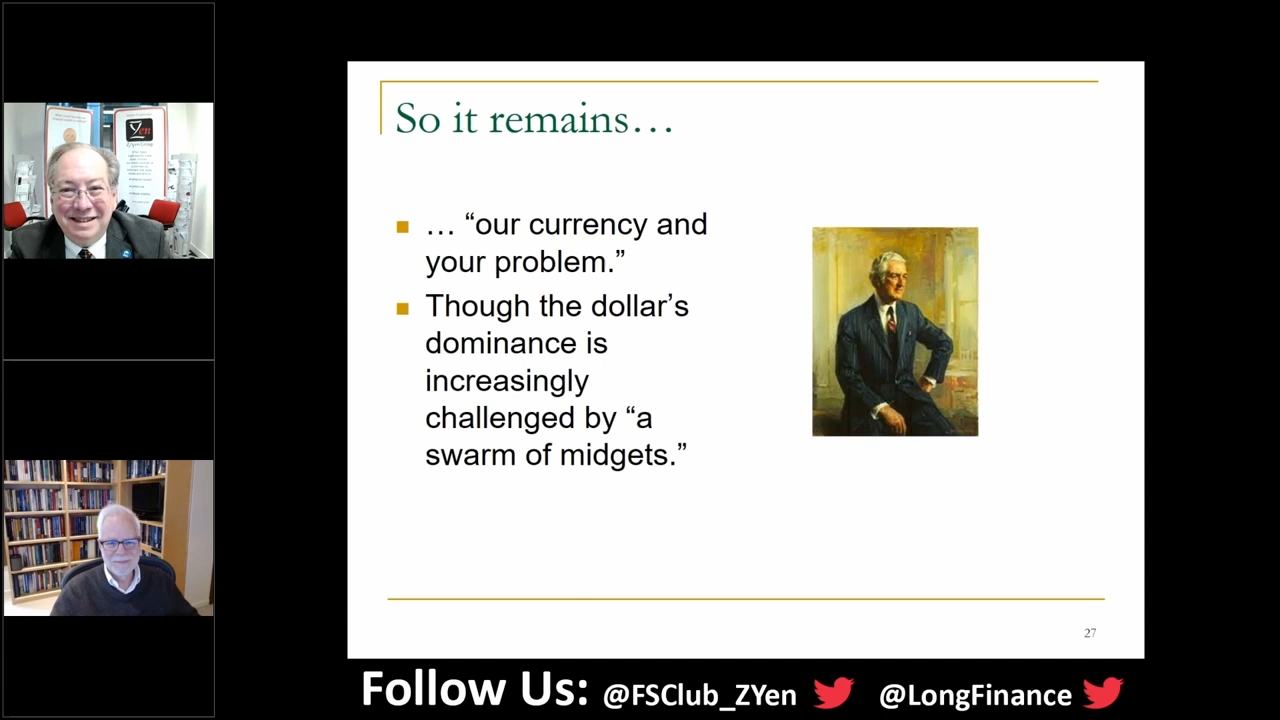 So it remains…
… “our currency and
your problem.”
Though the dollar’s
dominance is
increasingly
challenged by “a
swarm of midgets.”
27
Follow Us: @FSClub_ZYen @LongFinance
Zen